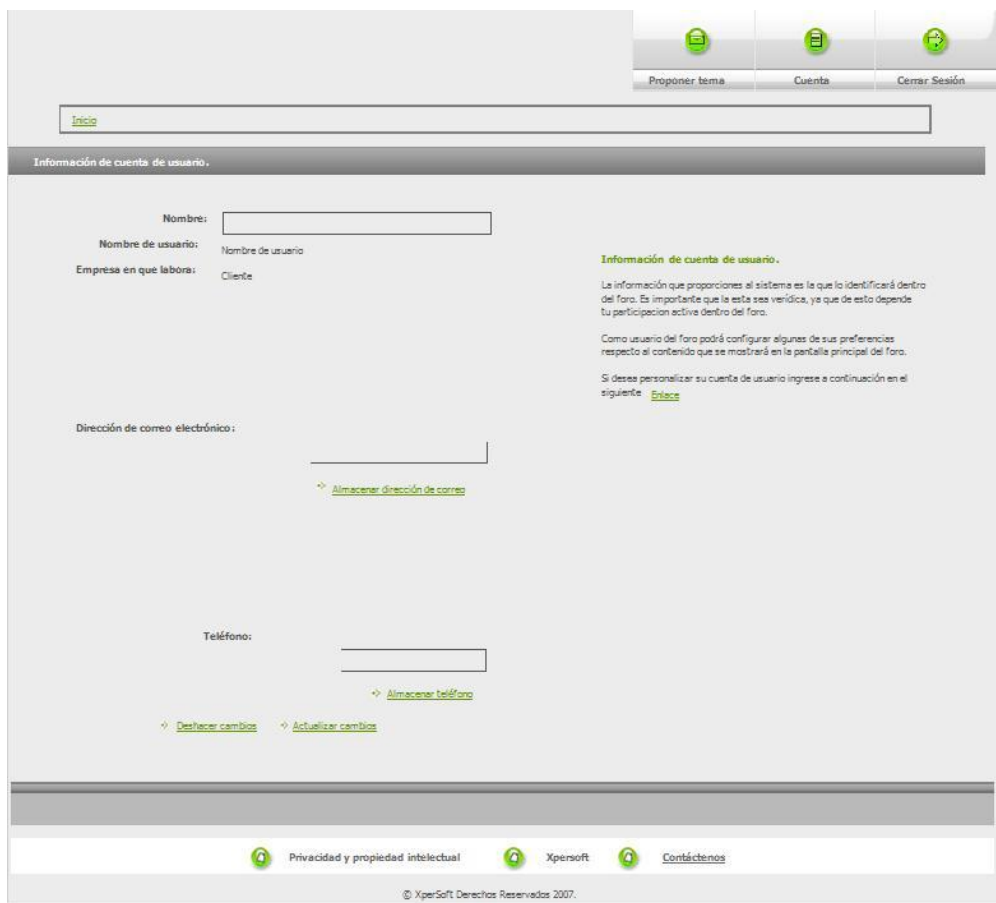 Proponer tema
Cuenta
Cerrar Sesión
Inicio
Información de cuenta de usuario.
Nombre:
Nombre de usuario:
Nombre de usuario
Empresa en que labora:
Cliente
Información de cuenta de usuario.
La información que proporciones al sistema es la que lo identificará dentro
del foro. Es importante que la esta sea verídica, ya que de esto depende
tu participacion activa dentro del foro.
Como usuario del foro podrá configurar algunas de sus preferencias
respecto al contenido que se mostrará en la pantalla principal del foro.
Si desea personalizar su cuenta de usuario ingrese a continuación en el
siguiente Enlace
Dirección de correo electrónico:
Almacenar dirección de correo
Teléfono:
Almacenar teléfono
Deshacer cambios Actualizar cambios
Privacidad y propiedad intelectual Xpersoft Contáctenos
© XperSoft Derechos Reservados 2007.